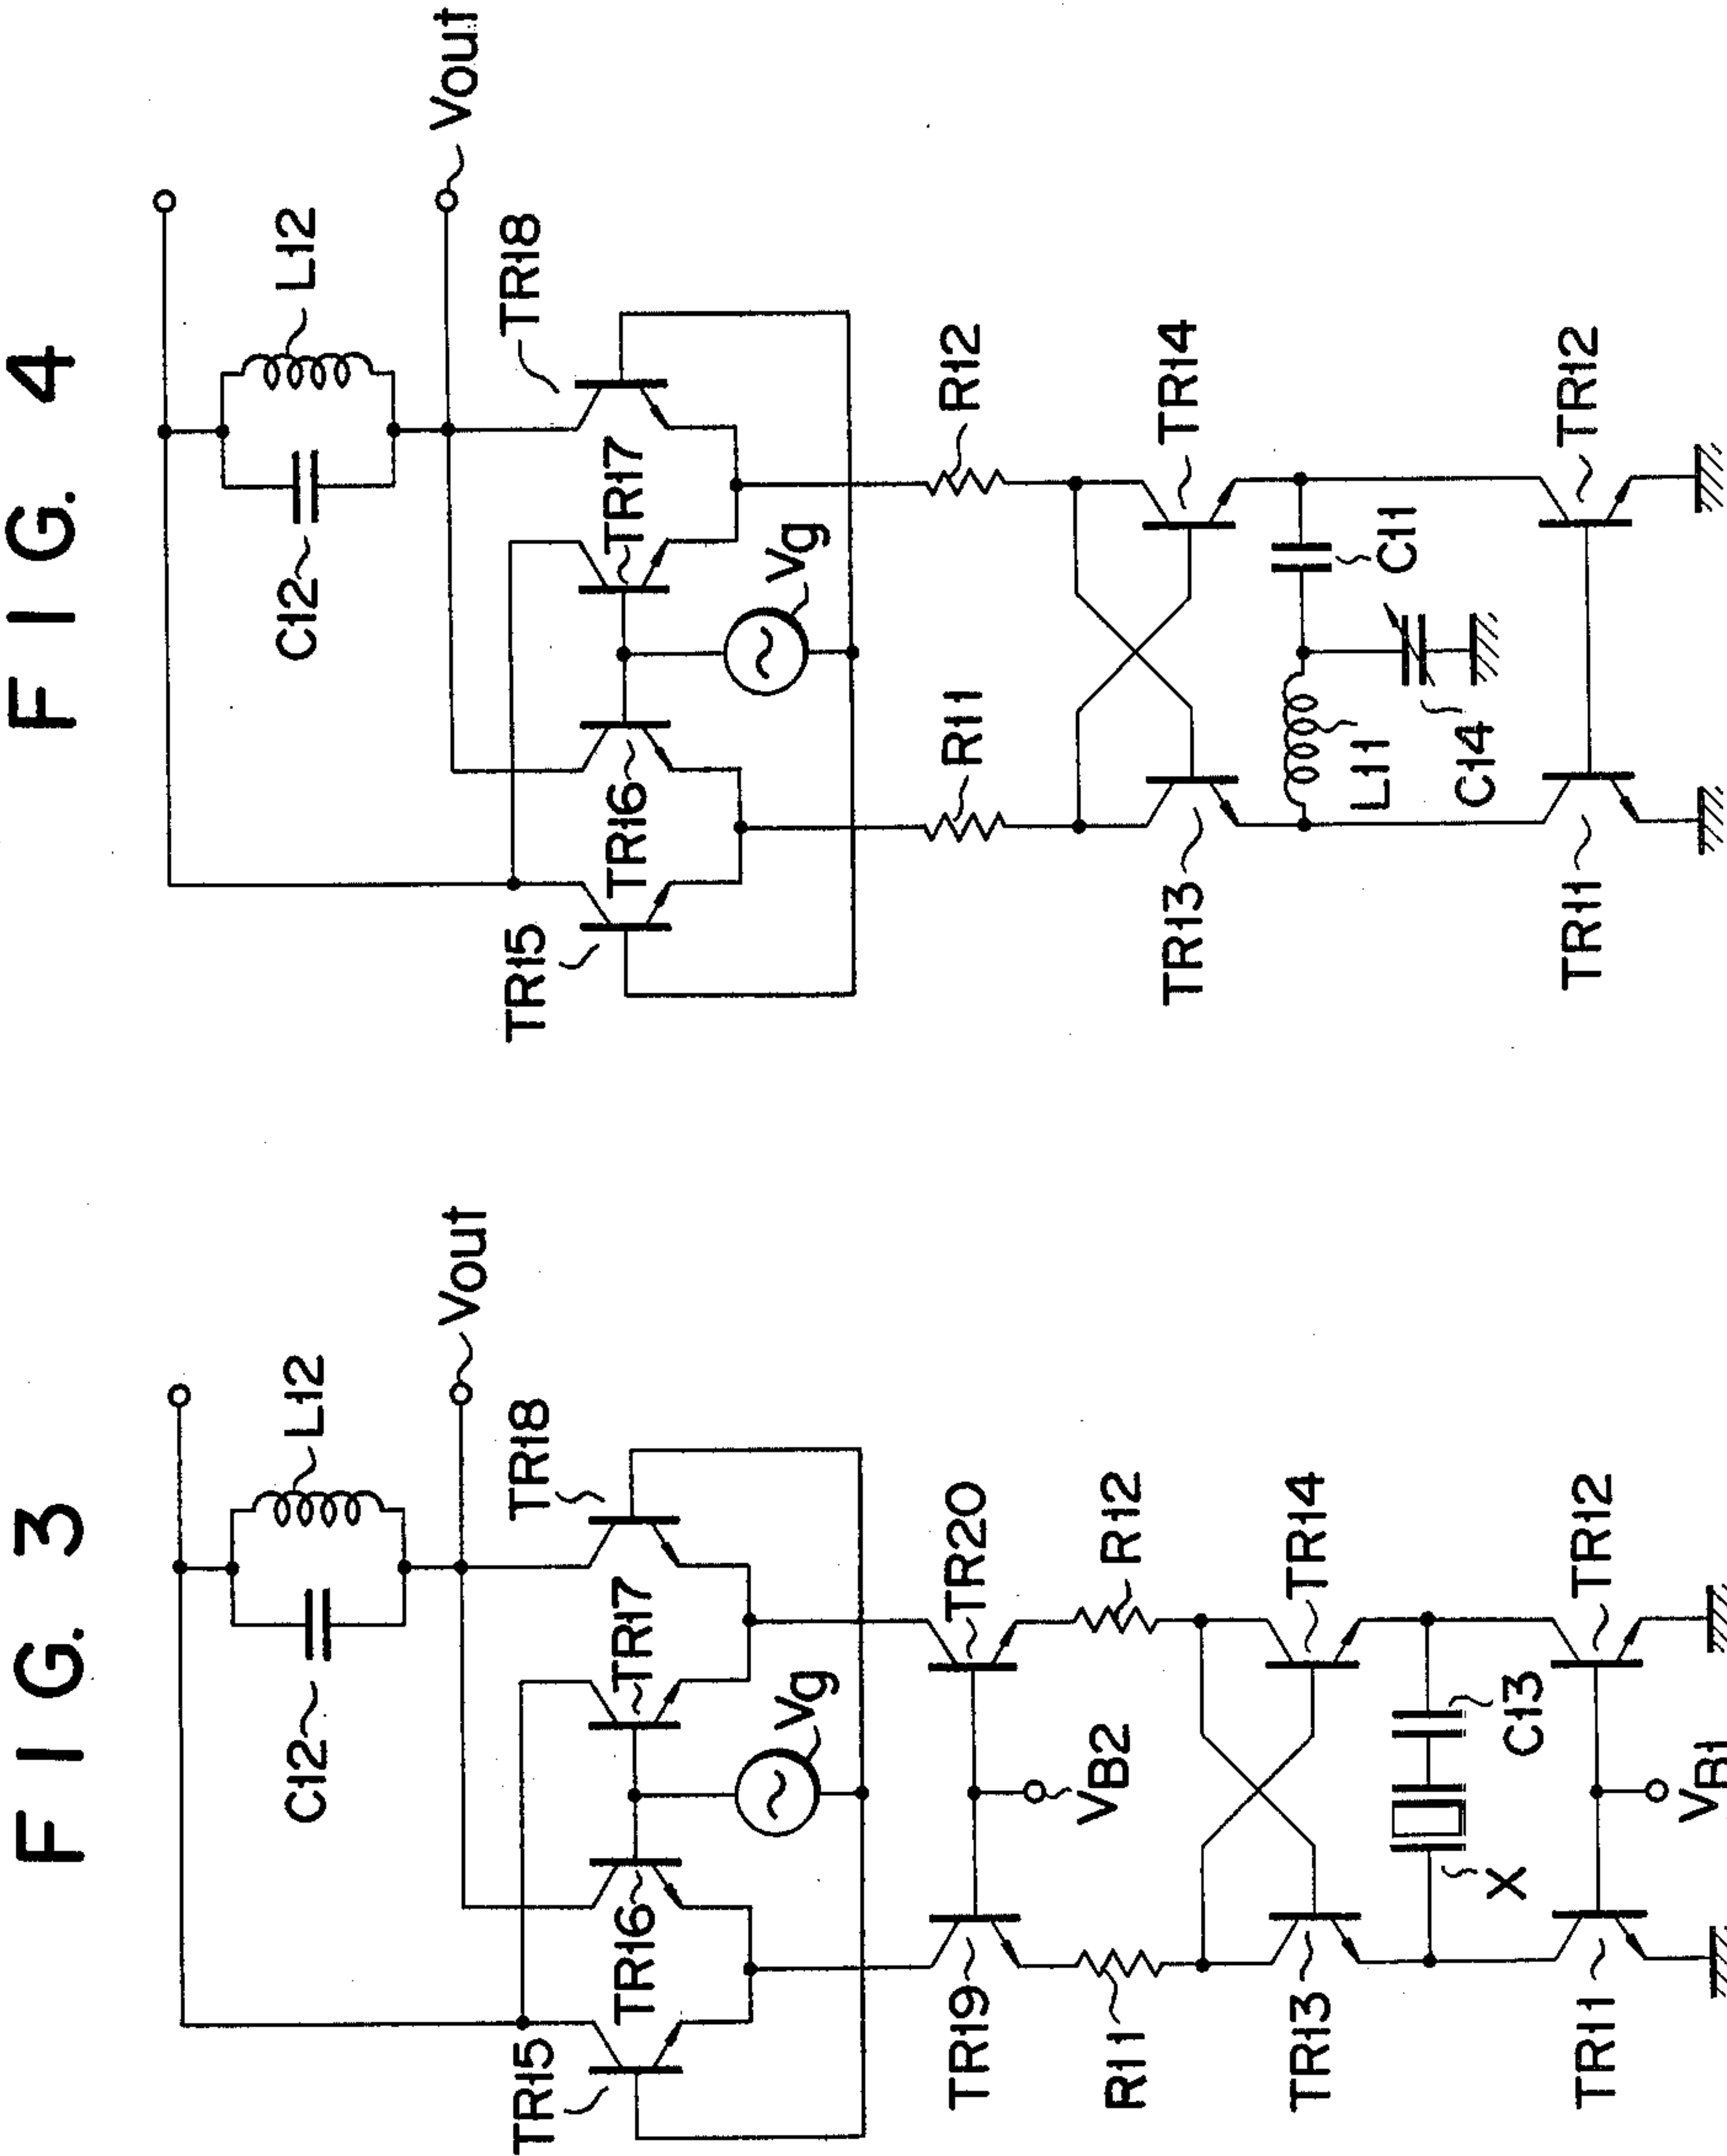 FIG. 3
L12
C12
Vout
TR18
TR17
TR16
TR15
Vg
TR20
TR19
VB2
R12
R11
TR14
TR13
C13
X
TR12
TR11
VB1
FIG. 4
L12
C12
Vout
TR18
TR17
TR16
TR15
Vg
R12
R11
TR14
TR13
C11
L11
C14
TR12
TR11